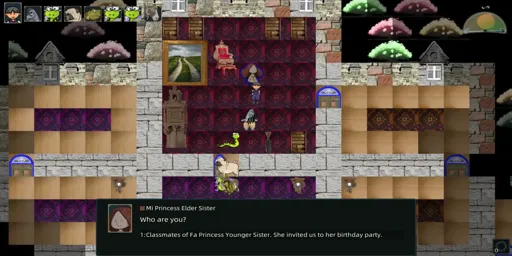 Mi Princess Elder Sister
Who are you?
1:Classmates of Fa Princess Younger Sister. She invited us to her birthday party.
0